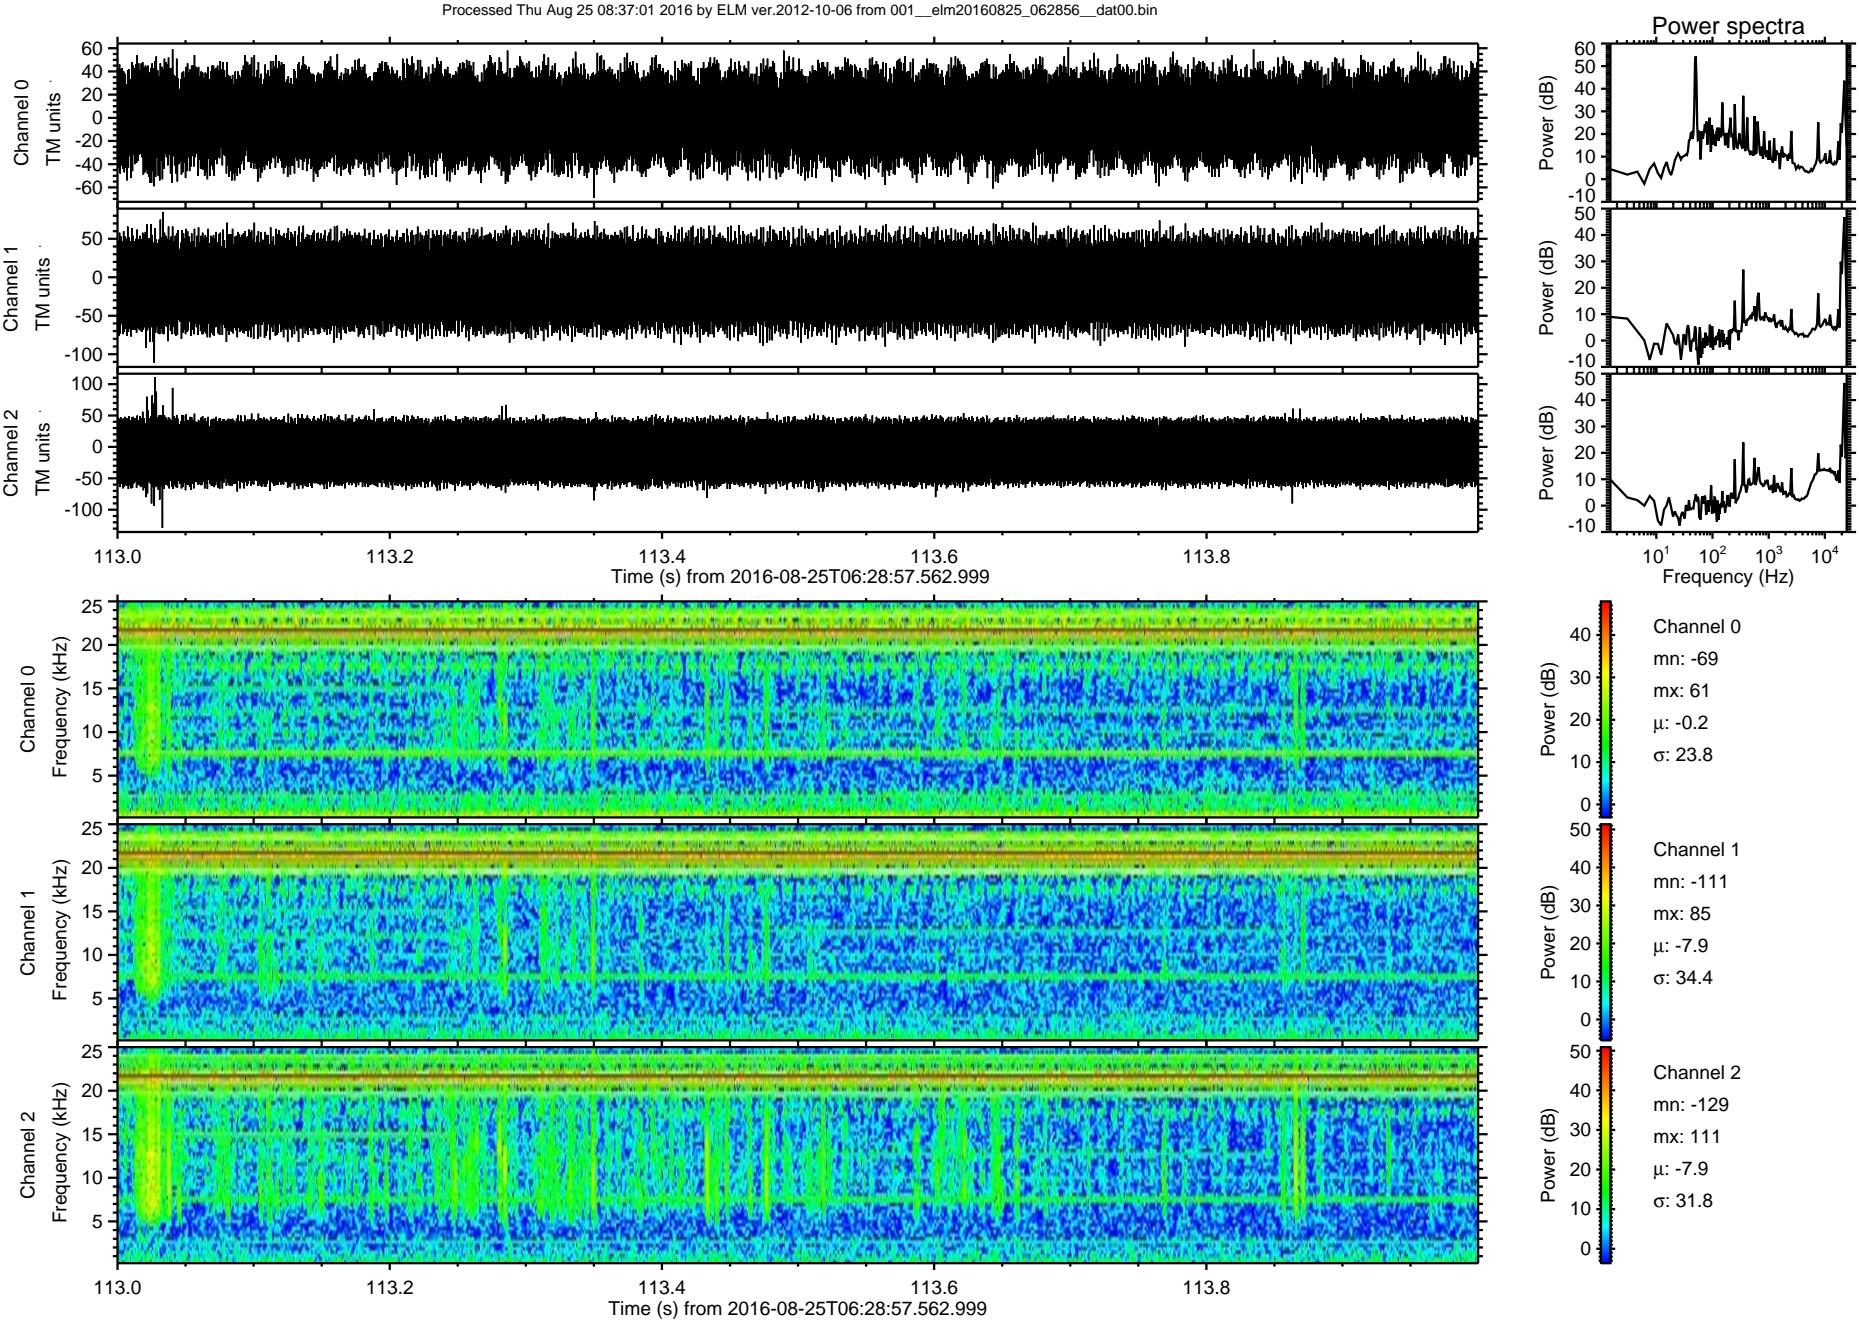 Processed Thu Aug 25 08:37:01 2016 by ELM ver.2012-10-06 from 001__elm20160825_062856__dat00.bin
Power spectra
Channel 0
TM units
60
40
20
0
-20
-40
-60
Power (dB)
60
50
40
30
20
10
0
-10
Channel 1
TM units
50
0
-50
-100
Power (dB)
50
40
30
20
10
0
-10
Channel 2
TM units
100
50
0
-50
-100
Power (dB)
50
40
30
20
10
0
-10
113.0 113.2 113.4 113.6 113.8
Time (s) from 2016-08-25T06:28:57.562.999
10¹ 10² 10³ 10⁴
Frequency (Hz)
Channel 0
Frequency (kHz)
25
20
15
10
5
Power (dB)
40
30
20
10
0
Channel 0
mn: -69
mx: 61
μ: -0.2
σ: 23.8
Channel 1
Frequency (kHz)
25
20
15
10
5
Power (dB)
50
40
30
20
10
0
Channel 1
mn: -111
mx: 85
μ: -7.9
σ: 34.4
Channel 2
Frequency (kHz)
25
20
15
10
5
Power (dB)
50
40
30
20
10
0
Channel 2
mn: -129
mx: 111
μ: -7.9
σ: 31.8
113.0 113.2 113.4 113.6 113.8
Time (s) from 2016-08-25T06:28:57.562.999